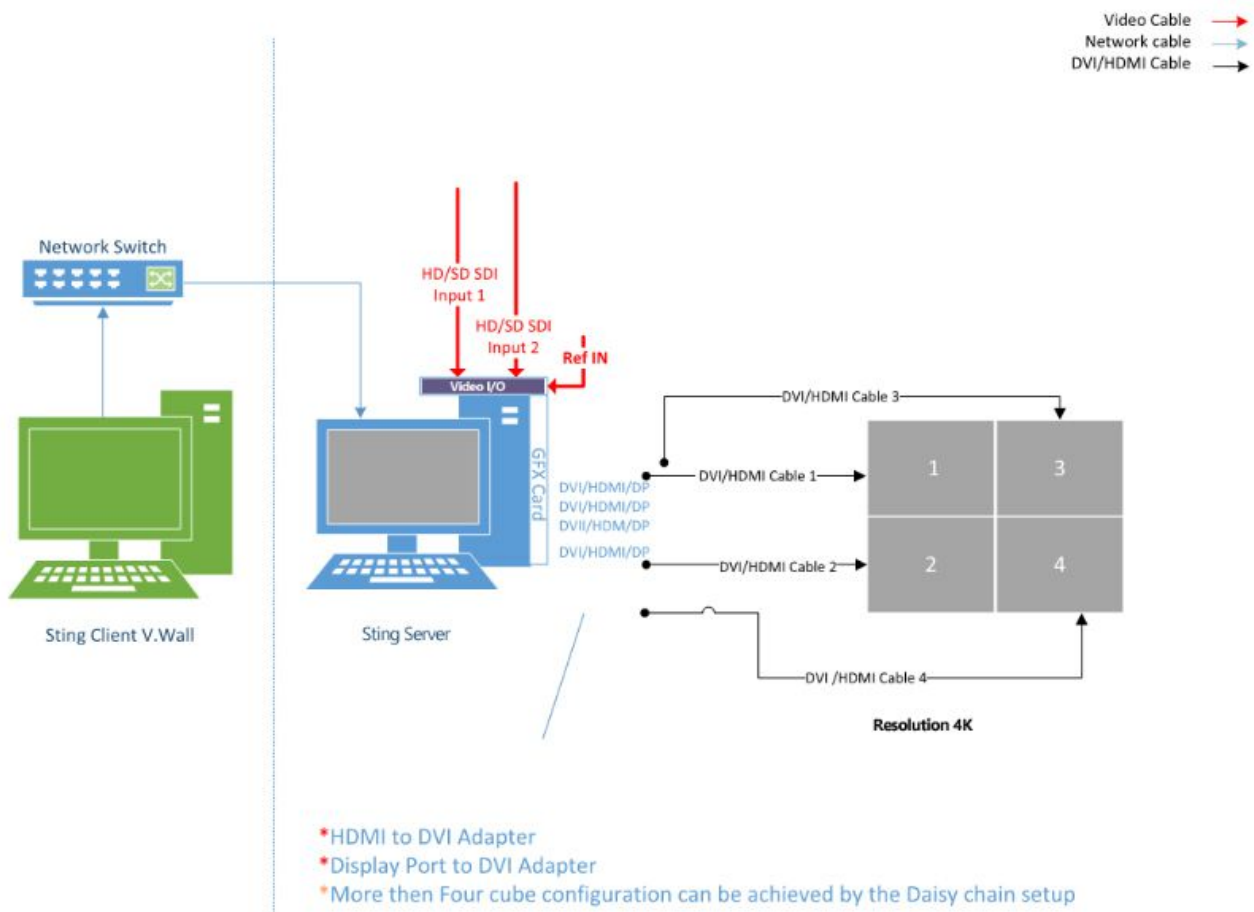 Video Cable
Network cable
DVI/HDMI Cable
Network Switch
HD/SD SDI
Input 1
HD/SD SDI
Input 2
Ref IN
Video I/O
GFX Card
DVI/HDMI/DP
DVI/HDMI/DP
DVII/HDM/DP
DVI/HDMI/DP
DVI/HDMI Cable 3
DVI/HDMI Cable 1
DVI/HDMI Cable 2
DVI /HDMI Cable 4
1
3
2
4
Resolution 4K
Sting Client V.Wall
Sting Server
*HDMI to DVI Adapter
*Display Port to DVI Adapter
*More then Four cube configuration can be achieved by the Daisy chain setup